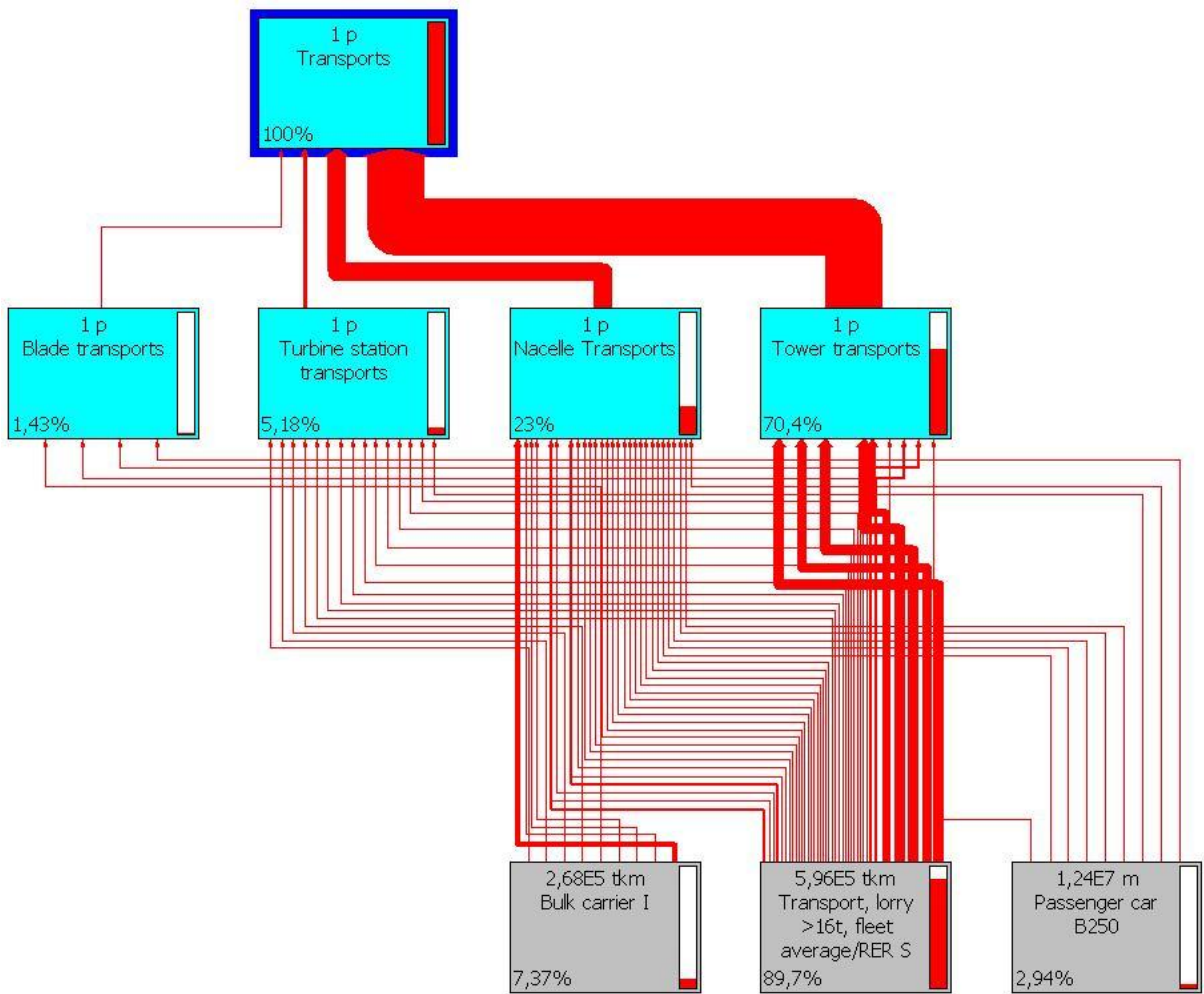 1 p
Transports
100%
1 p
Blade transports
1,43%
1 p
Turbine station
transports
5,18%
1 p
Nacelle Transports
23%
1 p
Tower transports
70,4%
2,68E5 tkm
Bulk carrier I
7,37%
5,96E5 tkm
Transport, lorry
>16t, fleet
average/RER S
89,7%
1,24E7 m
Passenger car
B250
2,94%